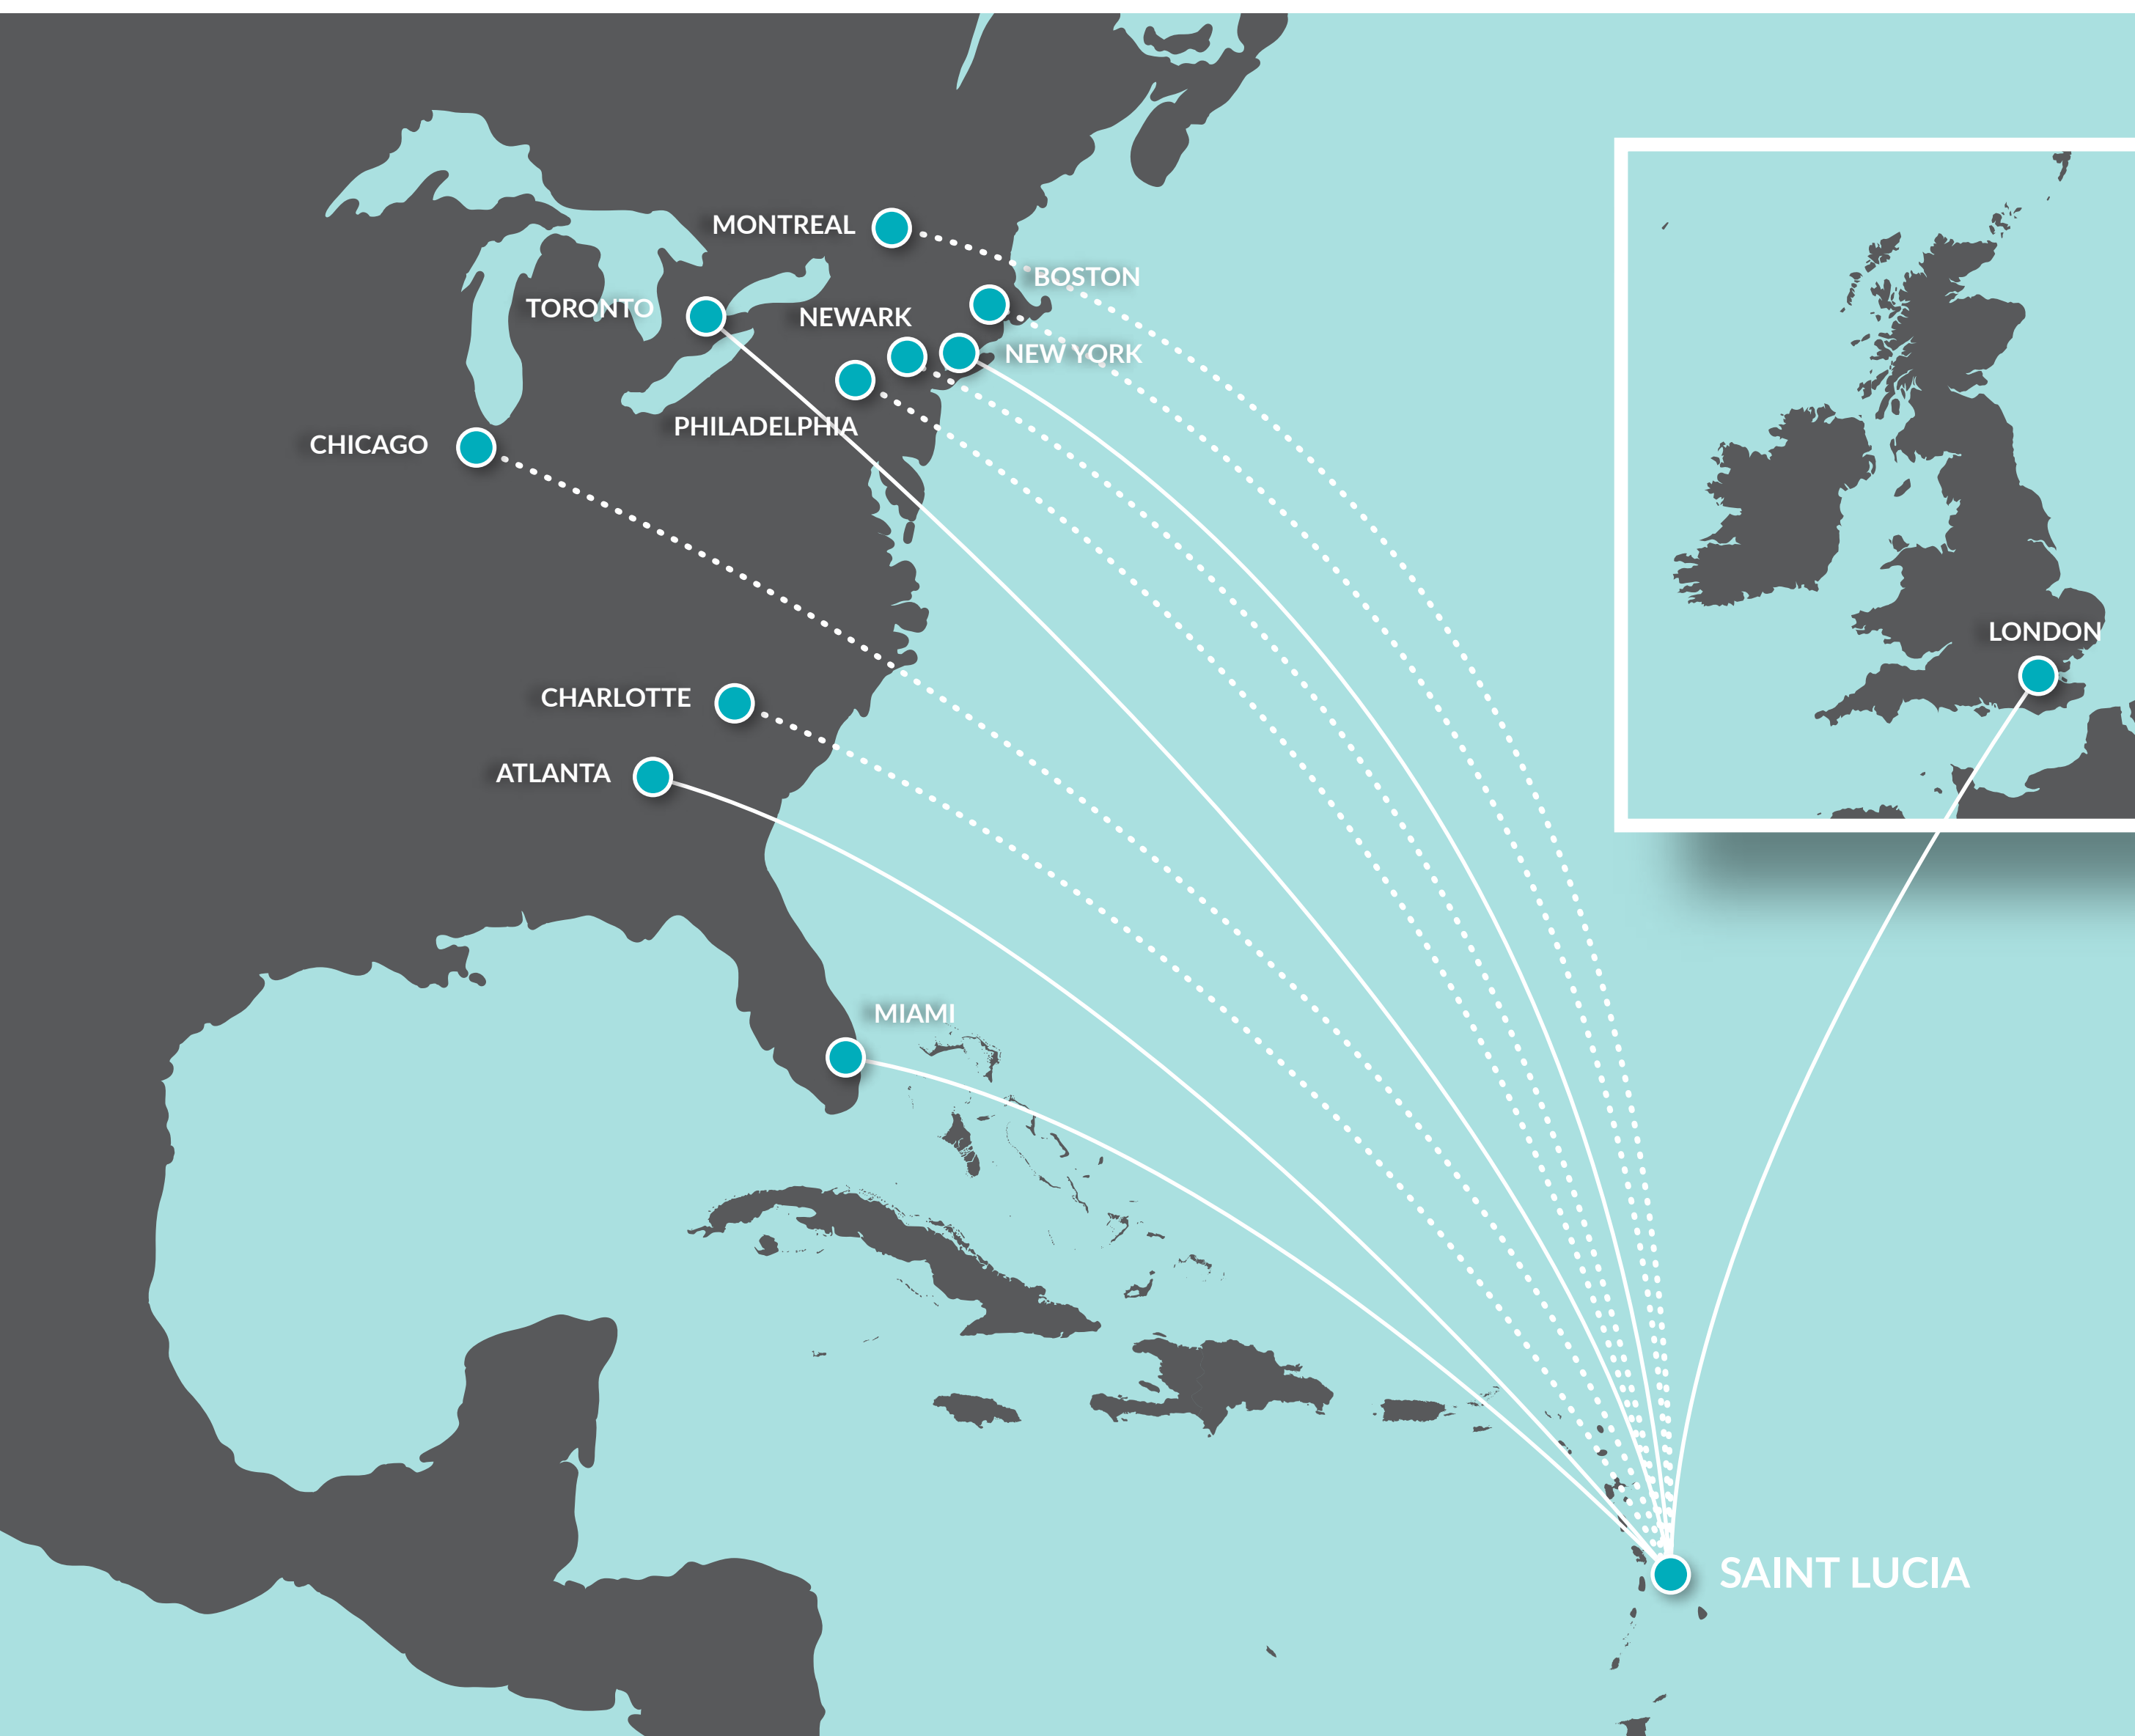 MONTREAL
BOSTON
TORONTO
NEWARK
NEW YORK
PHILADELPHIA
CHICAGO
LONDON
CHARLOTTE
ATLANTA
MIAMI
SAINT LUCIA